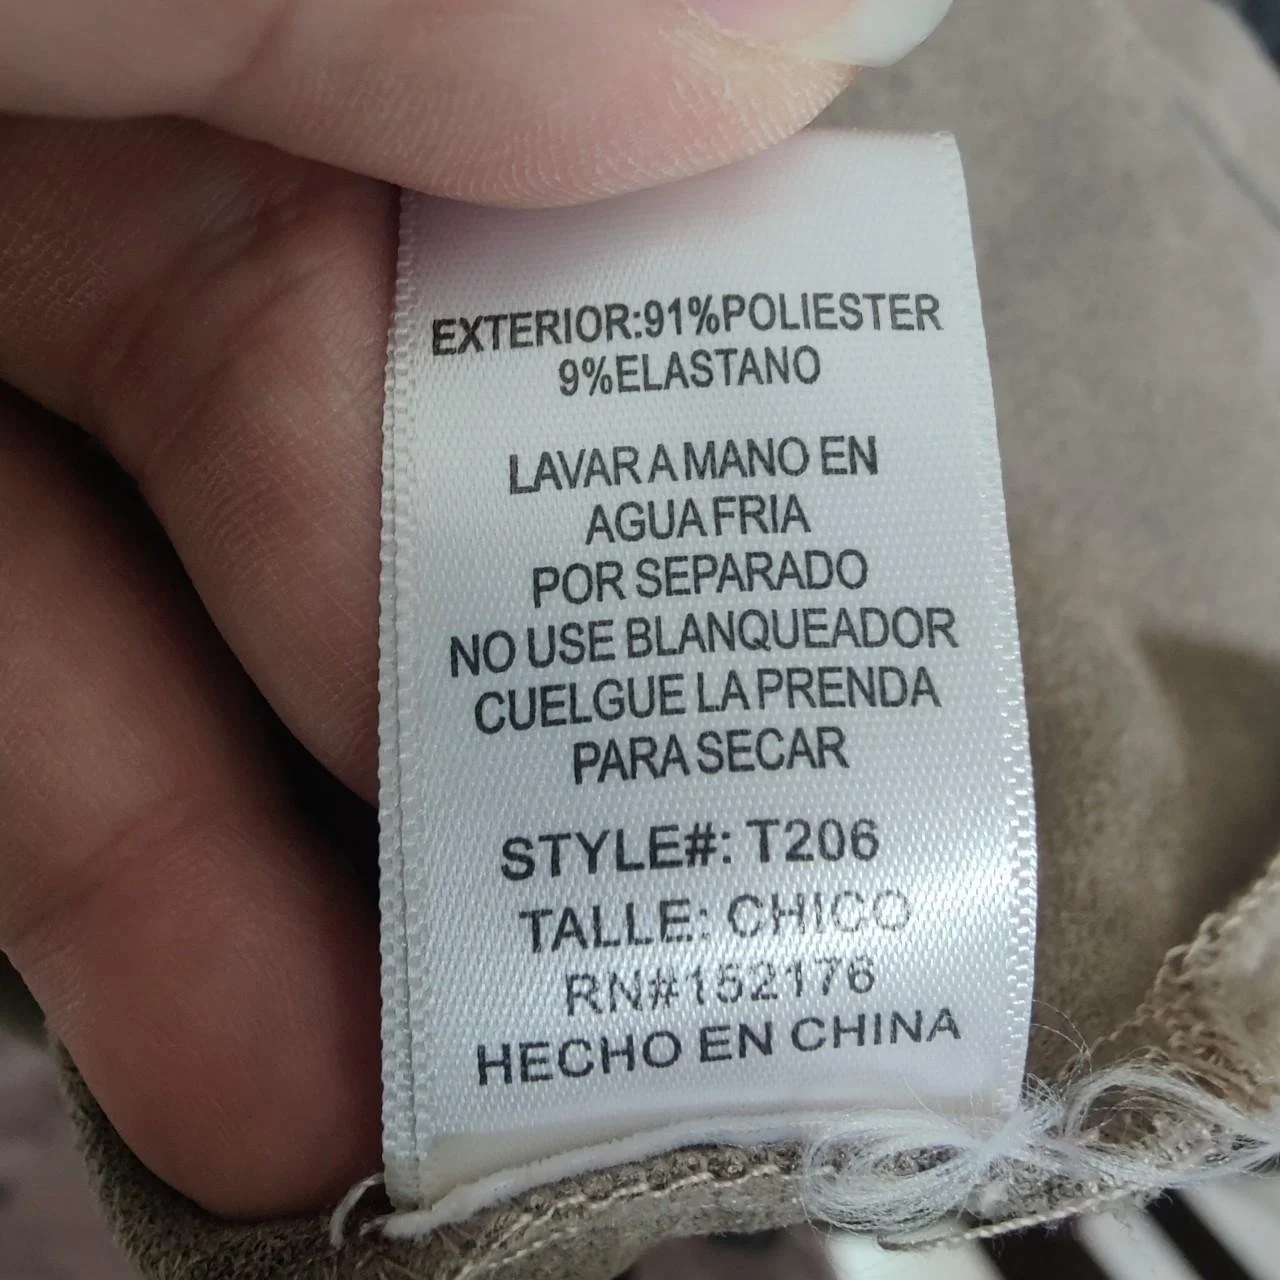 EXTERIOR:91%POLIESTER
9%ELASTANO
LAVAR A MANO EN
AGUA FRIA
POR SEPARADO
NO USE BLANQUEADOR
CUELGUE LA PRENDA
PARA SECAR
STYLE#: T206
TALLE: CHICO
RN#152176
HECHO EN CHINA